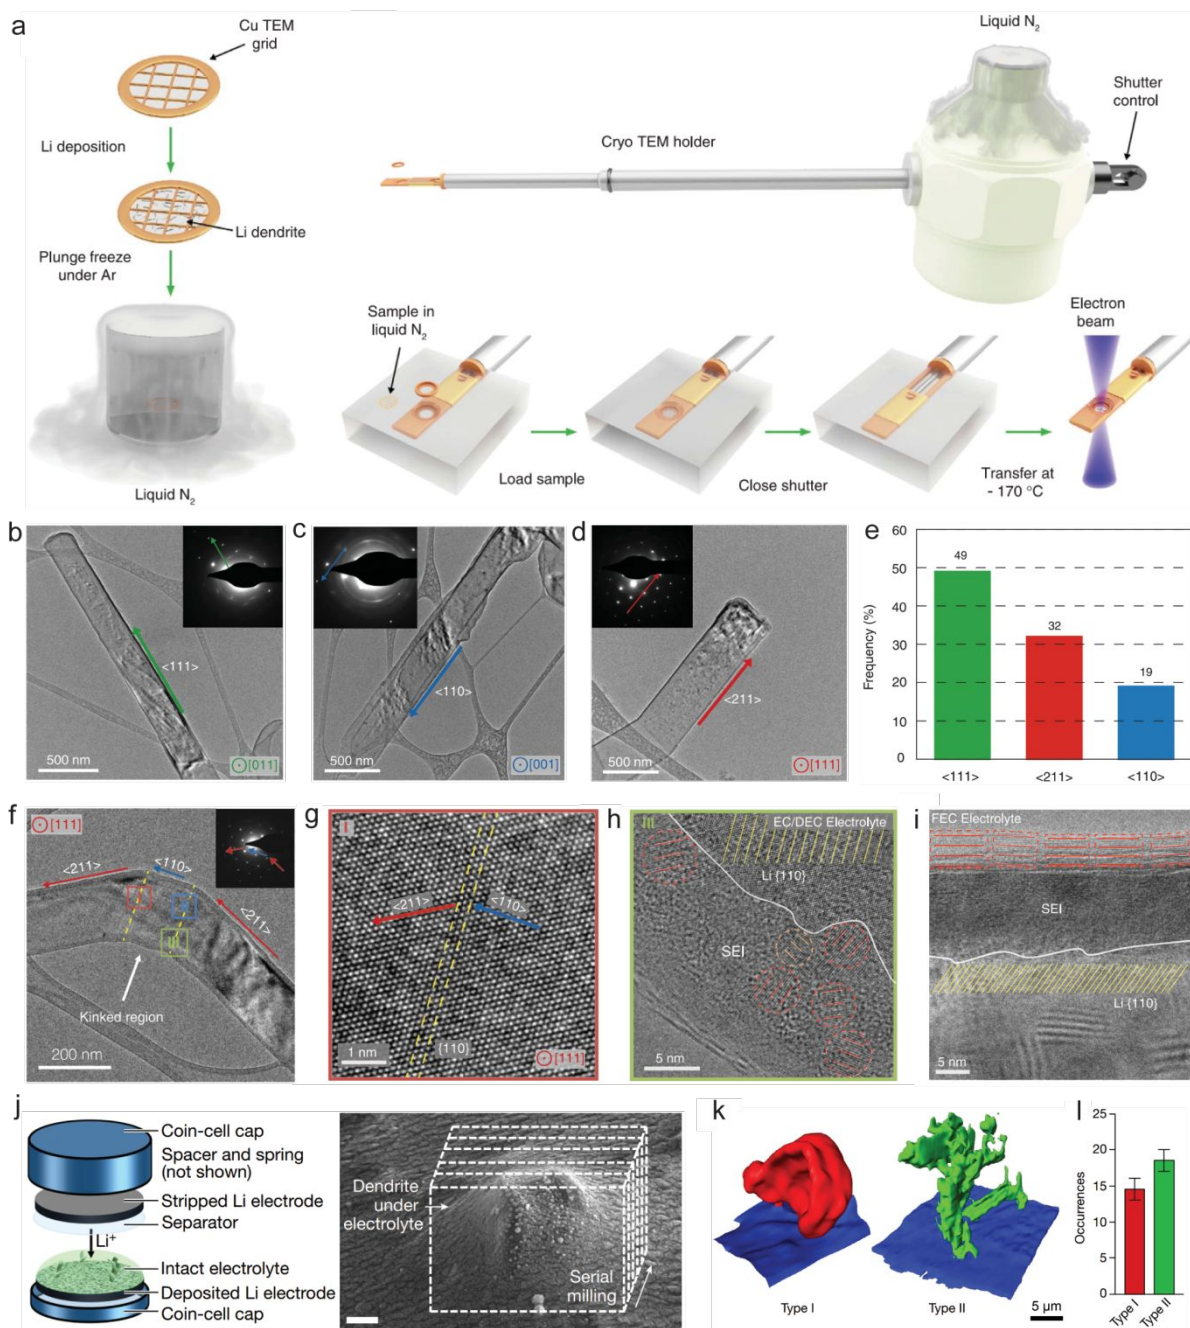 a
Cu TEM
grid
Li deposition
Li dendrite
Plunge freeze
under Ar
Liquid N₂
Liquid N₂
Shutter
control
Cryo TEM holder
Sample in
liquid N₂
Electron
beam
Load sample
Close shutter
Transfer at
- 170 °C
b
<111>
500 nm
[011]
c
<110>
500 nm
[001]
d
<211>
500 nm
[111]
e
Frequency (%)
60
50
40
30
20
10
0
49
32
19
<111>
<211>
<110>
f
[111]
<211>
<110>
<211>
Kinked region
200 nm
g
I
<211>
<110>
1 nm
{110}
[111]
h
EC/DEC Electrolyte
Li {110}
SEI
5 nm
i
FEC Electrolyte
SEI
Li {110}
5 nm
j
Coin-cell cap
Spacer and spring
(not shown)
Stripped Li electrode
Separator
Li⁺
Intact electrolyte
Deposited Li electrode
Coin-cell cap
Dendrite
under
electrolyte
Serial
milling
k
Type I
Type II
5 µm
l
Occurrences
25
20
15
10
5
0
Type I
Type II